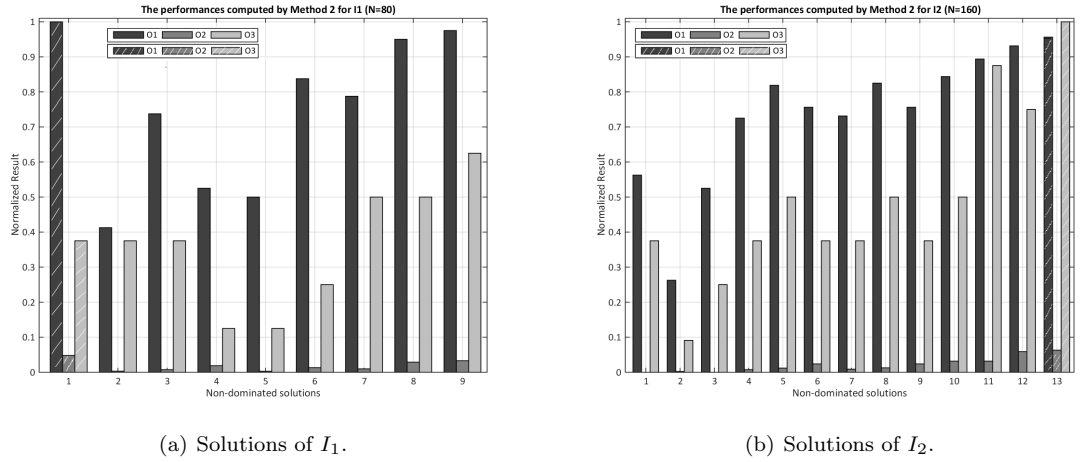 The performances computed by Method 2 for I1 (N=80)
O1 O2 O3
O1 O2 O3
1
0.9
0.8
0.7
0.6
0.5
0.4
0.3
0.2
0.1
0
Normalized Result
1 2 3 4 5 6 7 8 9
Non-dominated solutions
(a) Solutions of I₁.
The performances computed by Method 2 for I2 (N=160)
O1 O2 O3
O1 O2 O3
1
0.9
0.8
0.7
0.6
0.5
0.4
0.3
0.2
0.1
0
Normalized Result
1 2 3 4 5 6 7 8 9 10 11 12 13
Non-dominated solutions
(b) Solutions of I₂.